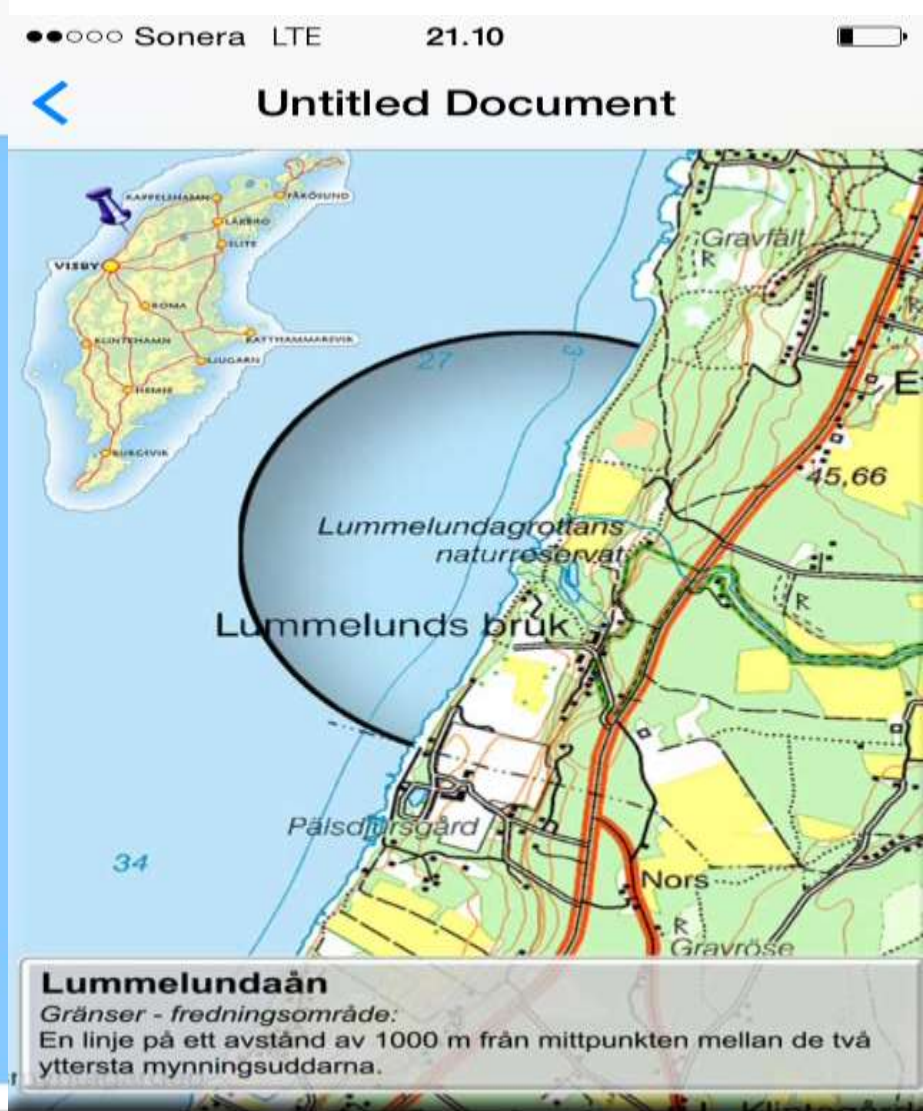 Sonera LTE 21.10
Untitled Document
KAPPELSHAMN
FÅRÖSUND
LÄRBRO
SLITE
VISBY
ROMA
KLINTEHAMN
KATTHAMMARSVIK
LJUGARN
HEMSE
BURGSVIK
Gravfält
R
R
27
3
E
45,66
Lummelundagrottans
naturreservat
R
Lummelunds bruk
Pälsdjursgård
34
Nors
R
Gravröse
Lummelundaån
Gränser - fredningsområde:
En linje på ett avstånd av 1000 m från mittpunkten mellan de två
yttersta mynningsuddarna.